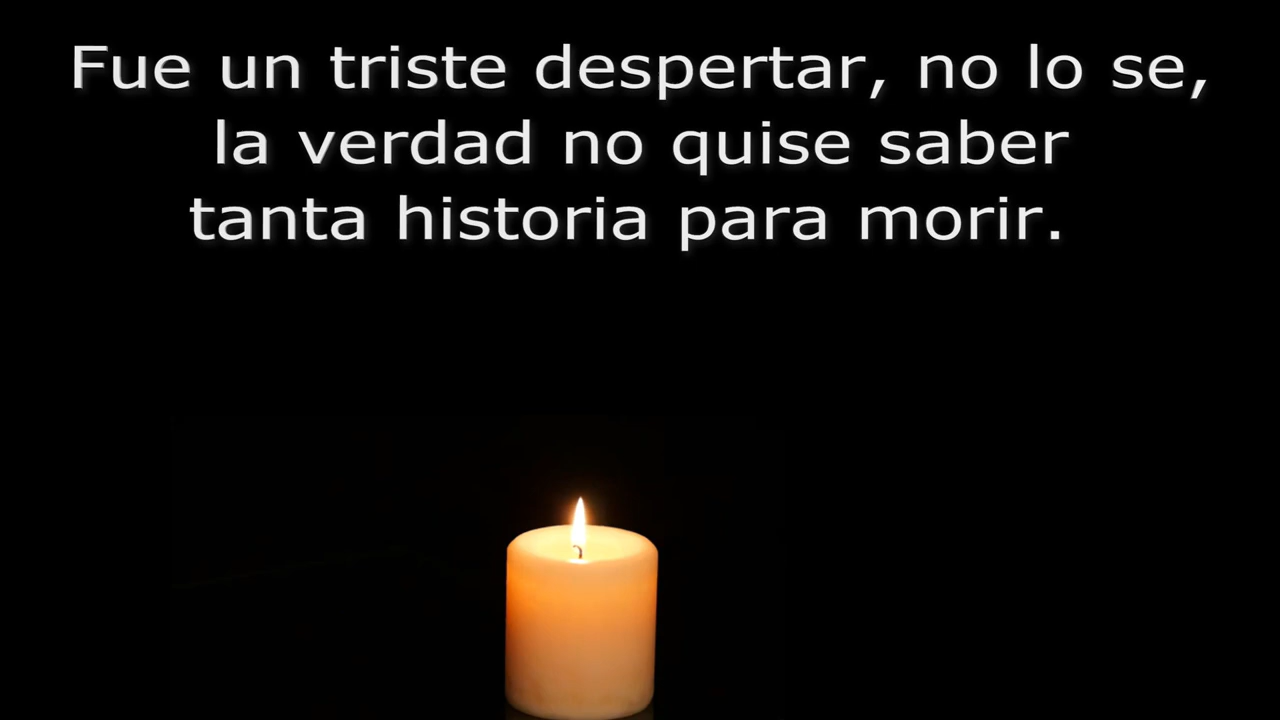 Fue un triste despertar, no lo se,
la verdad no quise saber
tanta historia para morir.